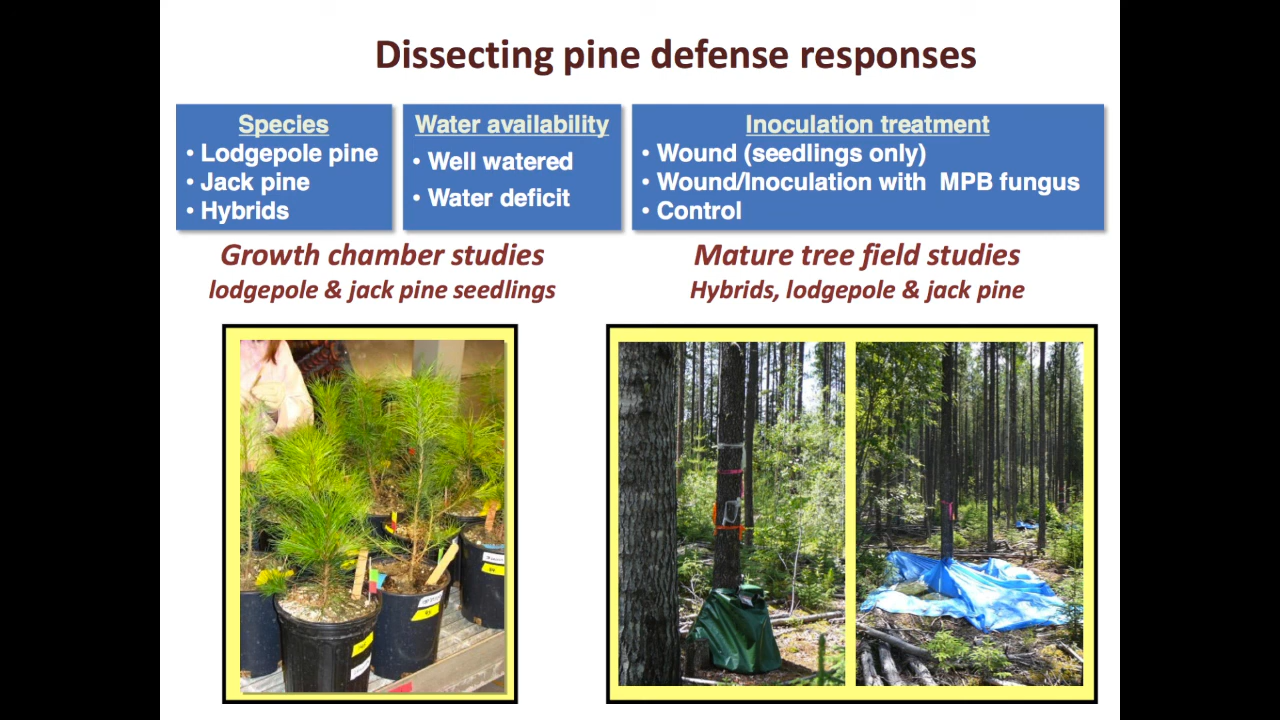 Dissecting pine defense responses
Species
• Lodgepole pine
• Jack pine
• Hybrids
Water availability
• Well watered
• Water deficit
Inoculation treatment
• Wound (seedlings only)
• Wound/Inoculation with MPB fungus
• Control
Growth chamber studies
lodgepole & jack pine seedlings
Mature tree field studies
Hybrids, lodgepole & jack pine